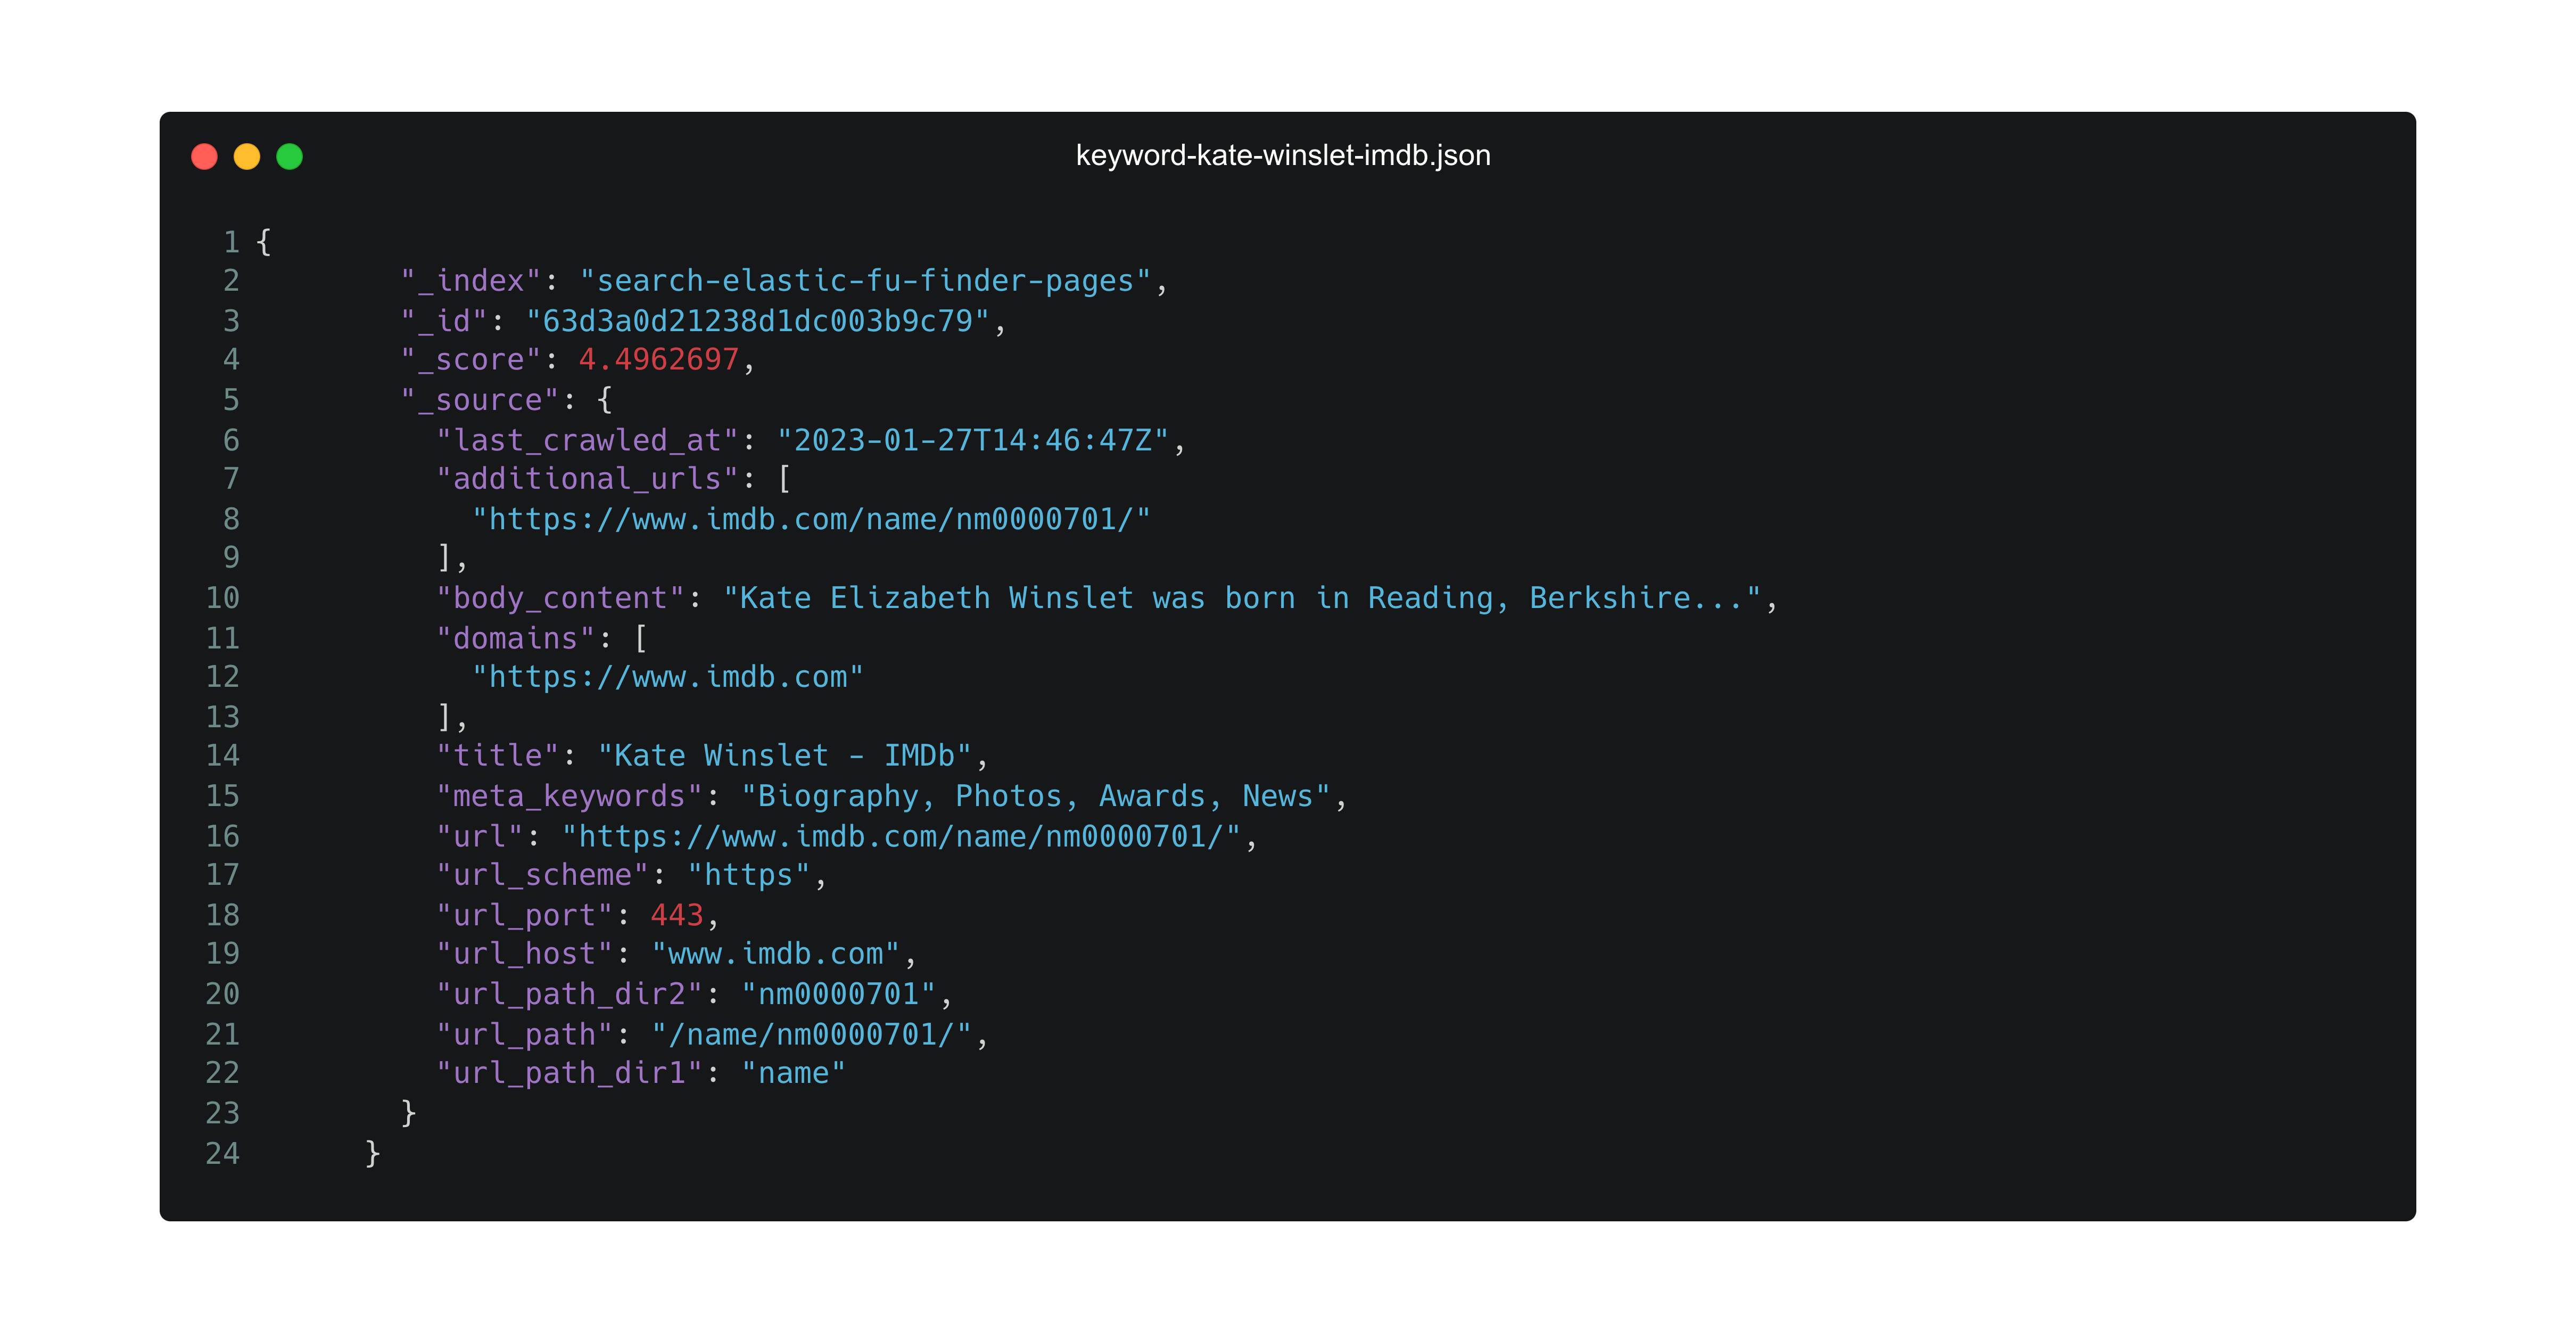 keyword-kate-winslet-imdb.json
1 {
2         "_index": "search-elastic-fu-finder-pages",
3         "_id": "63d3a0d21238d1dc003b9c79",
4         "_score": 4.4962697,
5         "_source": {
6           "last_crawled_at": "2023-01-27T14:46:47Z",
7           "additional_urls": [
8             "https://www.imdb.com/name/nm0000701/"
9           ],
10           "body_content": "Kate Elizabeth Winslet was born in Reading, Berkshire...",
11           "domains": [
12             "https://www.imdb.com"
13           ],
14           "title": "Kate Winslet - IMDb",
15           "meta_keywords": "Biography, Photos, Awards, News",
16           "url": "https://www.imdb.com/name/nm0000701/",
17           "url_scheme": "https",
18           "url_port": 443,
19           "url_host": "www.imdb.com",
20           "url_path_dir2": "nm0000701",
21           "url_path": "/name/nm0000701/",
22           "url_path_dir1": "name"
23         }
24       }